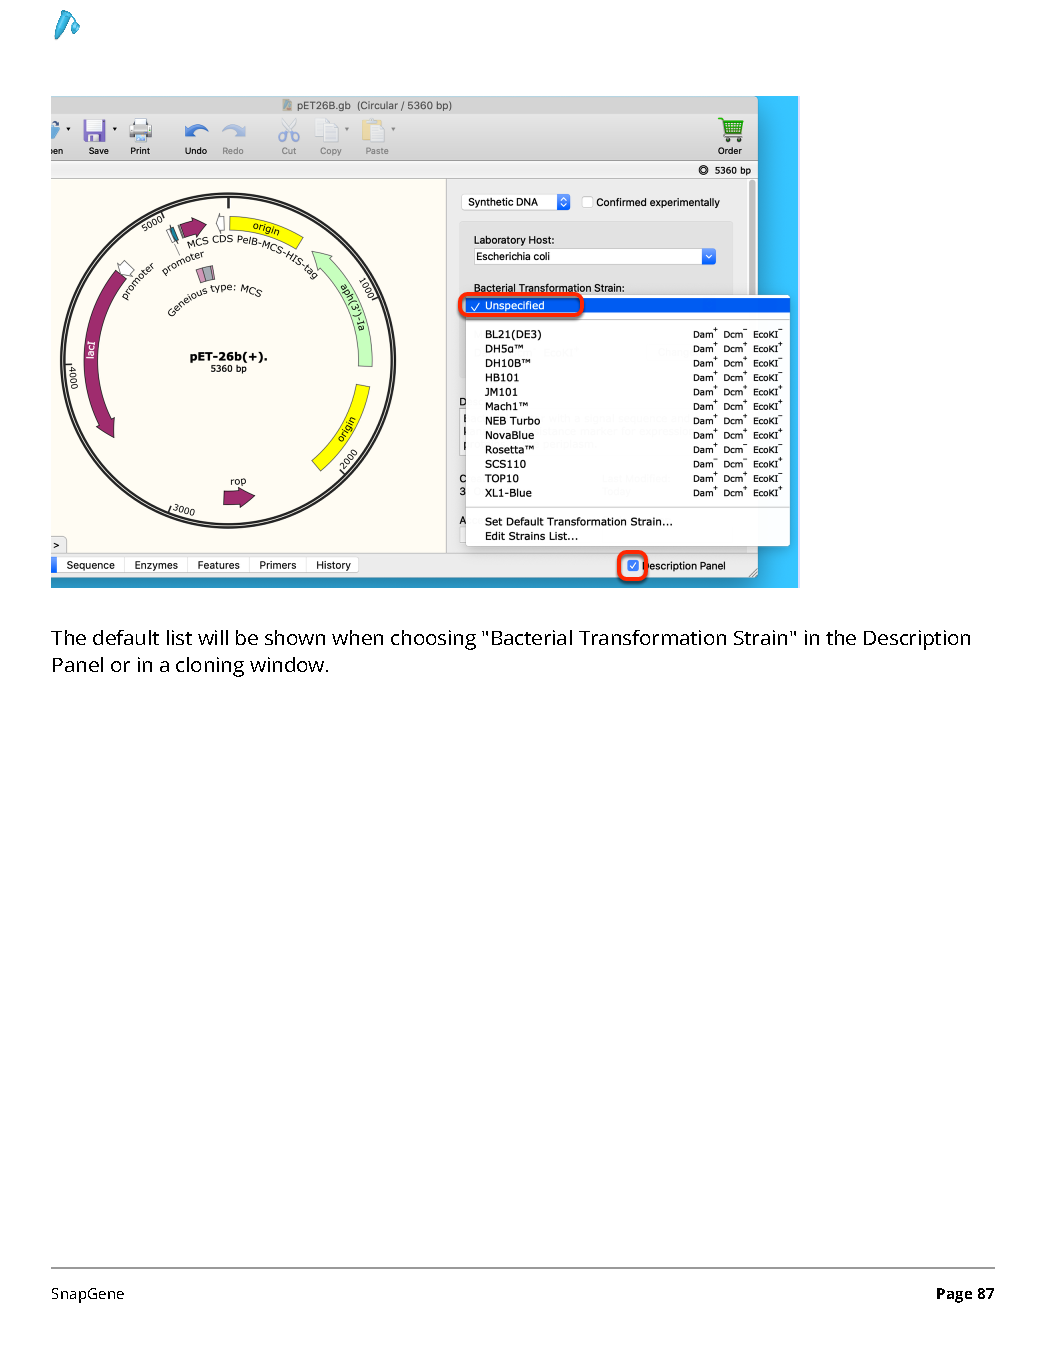 pET26B.gb (Circular / 5360 bp)
Save
Print
Undo
Redo
Cut
Copy
Paste
Order
5360 bp
Synthetic DNA
Confirmed experimentally
Laboratory Host:
Escherichia coli
Bacterial Transformation Strain:
Unspecified
BL21(DE3) Dam⁺ Dcm⁻ EcoKI⁻
DH5α™ Dam⁺ Dcm⁺ EcoKI⁺
DH10B™ Dam⁺ Dcm⁺ EcoKI⁻
HB101 Dam⁺ Dcm⁺ EcoKI⁻
JM101 Dam⁺ Dcm⁺ EcoKI⁺
Mach1™ Dam⁺ Dcm⁺ EcoKI⁺
NEB Turbo Dam⁺ Dcm⁺ EcoKI⁻
NovaBlue Dam⁺ Dcm⁺ EcoKI⁺
Rosetta™ Dam⁺ Dcm⁻ EcoKI⁻
SCS110 Dam⁻ Dcm⁻ EcoKI⁺
TOP10 Dam⁺ Dcm⁺ EcoKI⁻
XL1-Blue Dam⁺ Dcm⁺ EcoKI⁺
Set Default Transformation Strain...
Edit Strains List...
5000
1000
2000
3000
4000
origin
MCS CDS PelB-MCS-HIS-tag
promoter
promoter
Geneious type: MCS
aph(3')-Ia
lacI
pET-26b(+).
5360 bp
origin
rop
>
Sequence
Enzymes
Features
Primers
History
Description Panel
The default list will be shown when choosing "Bacterial Transformation Strain" in the Description
Panel or in a cloning window.
SnapGene
Page 87